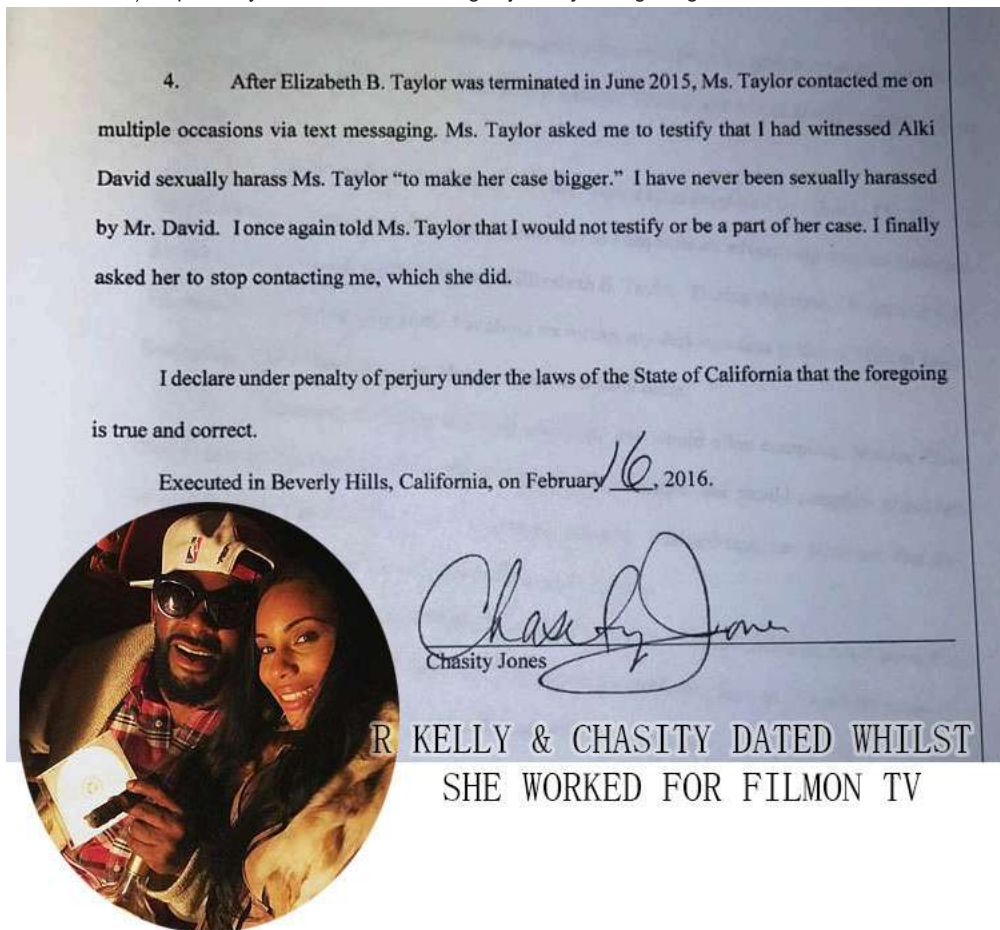 4. After Elizabeth B. Taylor was terminated in June 2015, Ms. Taylor contacted me on
multiple occasions via text messaging. Ms. Taylor asked me to testify that I had witnessed Alki
David sexually harass Ms. Taylor “to make her case bigger.” I have never been sexually harassed
by Mr. David. I once again told Ms. Taylor that I would not testify or be a part of her case. I finally
asked her to stop contacting me, which she did.
I declare under penalty of perjury under the laws of the State of California that the foregoing
is true and correct.
Executed in Beverly Hills, California, on February 16, 2016.
Chasity Jones
Chasity Jones
R KELLY & CHASITY DATED WHILST
SHE WORKED FOR FILMON TV